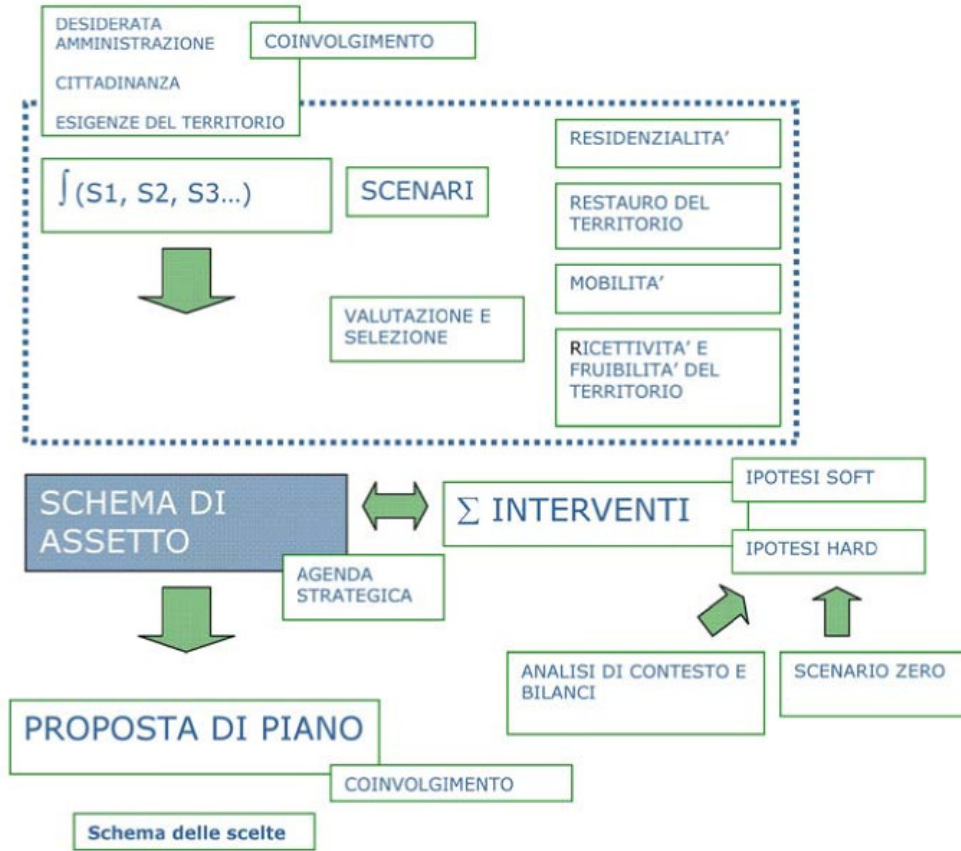 DESIDERATA
AMMINISTRAZIONE
CITTADINANZA
ESIGENZE DEL TERRITORIO
COINVOLGIMENTO
∫(S1, S2, S3…)
SCENARI
VALUTAZIONE E
SELEZIONE
RESIDENZIALITA’
RESTAURO DEL
TERRITORIO
MOBILITA’
RICETTIVITA’ E
FRUIBILITA’ DEL
TERRITORIO
SCHEMA DI
ASSETTO
AGENDA
STRATEGICA
∑ INTERVENTI
IPOTESI SOFT
IPOTESI HARD
ANALISI DI CONTESTO E
BILANCI
SCENARIO ZERO
PROPOSTA DI PIANO
COINVOLGIMENTO
Schema delle scelte